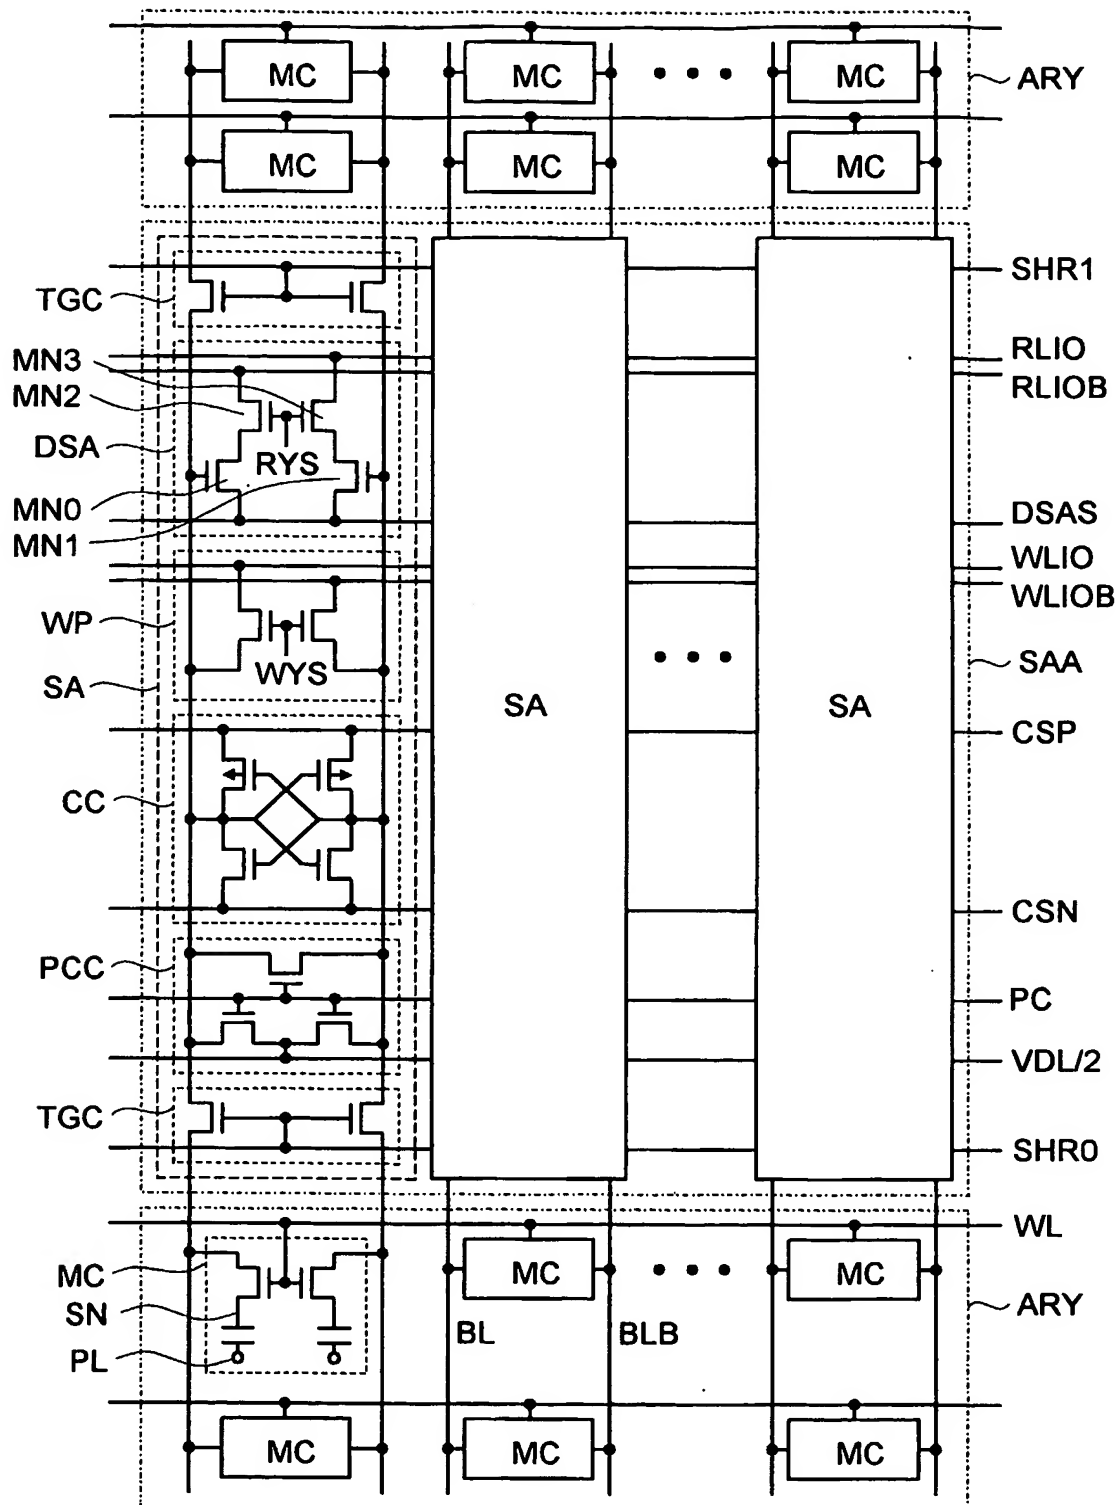 MC MC MC ARY
MC MC MC
SHR1
TGC
MN3 RLIO
MN2 RLIOB
DSA RYS
MN0 DSAS
MN1 WLIO
WLIOB
WP
WYS SAA
SA SA SA
CSP
CC
CSN
PCC
PC
VDL/2
TGC SHR0
WL
MC MC MC
SN ARY
BL BLB
PL
MC MC MC